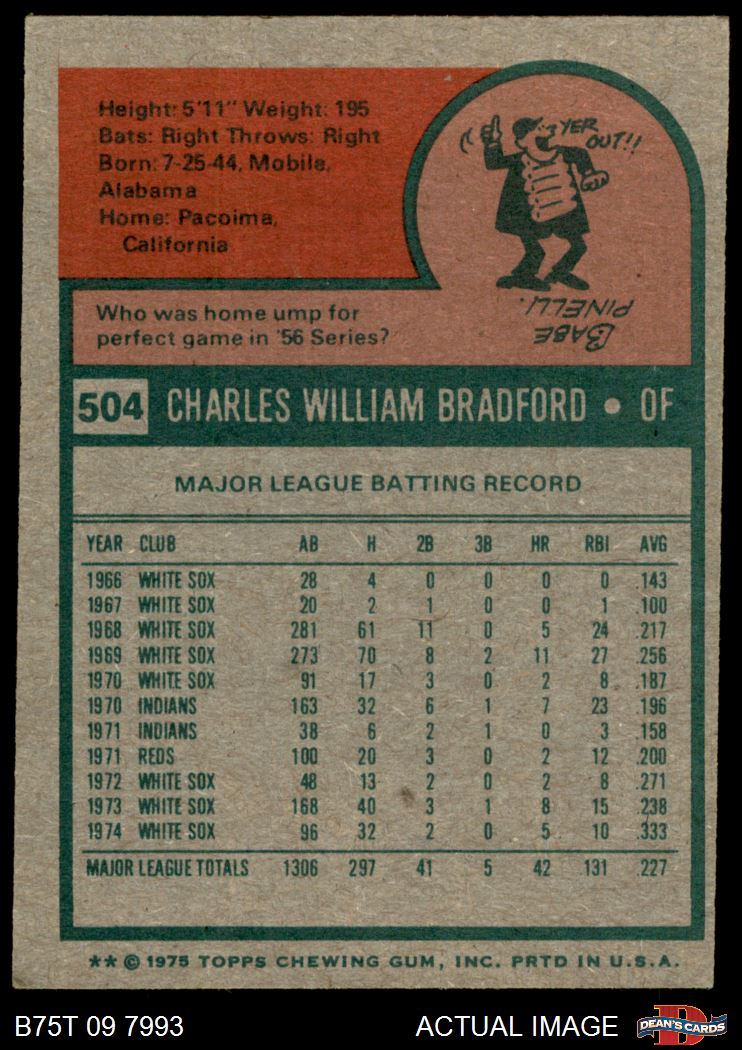 Height: 5'11" Weight: 195
Bats: Right Throws: Right
Born: 7-25-44, Mobile,
Alabama
Home: Pacoima,
California
YER
OUT!!
Who was home ump for
perfect game in '56 Series?
BABE
PINELLI.
504 CHARLES WILLIAM BRADFORD • OF
MAJOR LEAGUE BATTING RECORD
YEAR CLUB AB H 2B 3B HR RBI AVG
1966 WHITE SOX 28 4 0 0 0 0 .143
1967 WHITE SOX 20 2 1 0 0 1 .100
1968 WHITE SOX 281 61 11 0 5 24 .217
1969 WHITE SOX 273 70 8 2 11 27 .256
1970 WHITE SOX 91 17 3 0 2 8 .187
1970 INDIANS 163 32 6 1 7 23 .196
1971 INDIANS 38 6 2 1 0 3 .158
1971 REDS 100 20 3 0 2 12 .200
1972 WHITE SOX 48 13 2 0 2 8 .271
1973 WHITE SOX 168 40 3 1 8 15 .238
1974 WHITE SOX 96 32 2 0 5 10 .333
MAJOR LEAGUE TOTALS 1306 297 41 5 42 131 .227
** © 1975 TOPPS CHEWING GUM, INC. PRTD IN U.S.A.
B75T 09 7993 ACTUAL IMAGE
D
DEAN'S CARDS